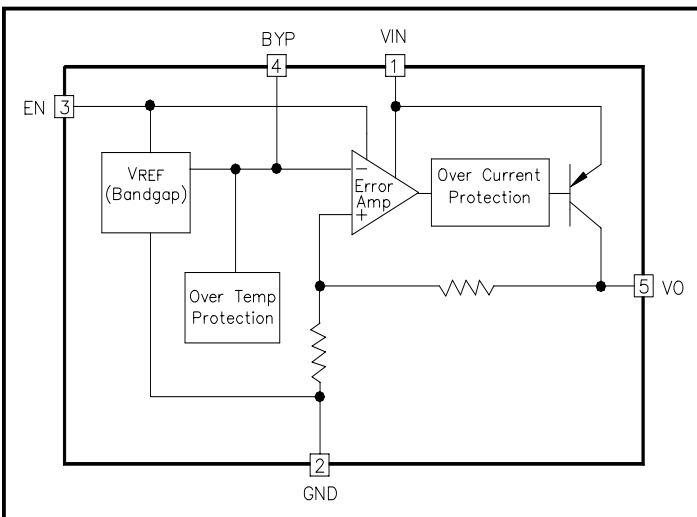 BYP
VIN
4
1
EN
3
VREF
(Bandgap)
−
Error
Amp
+
Over Current
Protection
Over Temp
Protection
5
VO
2
GND